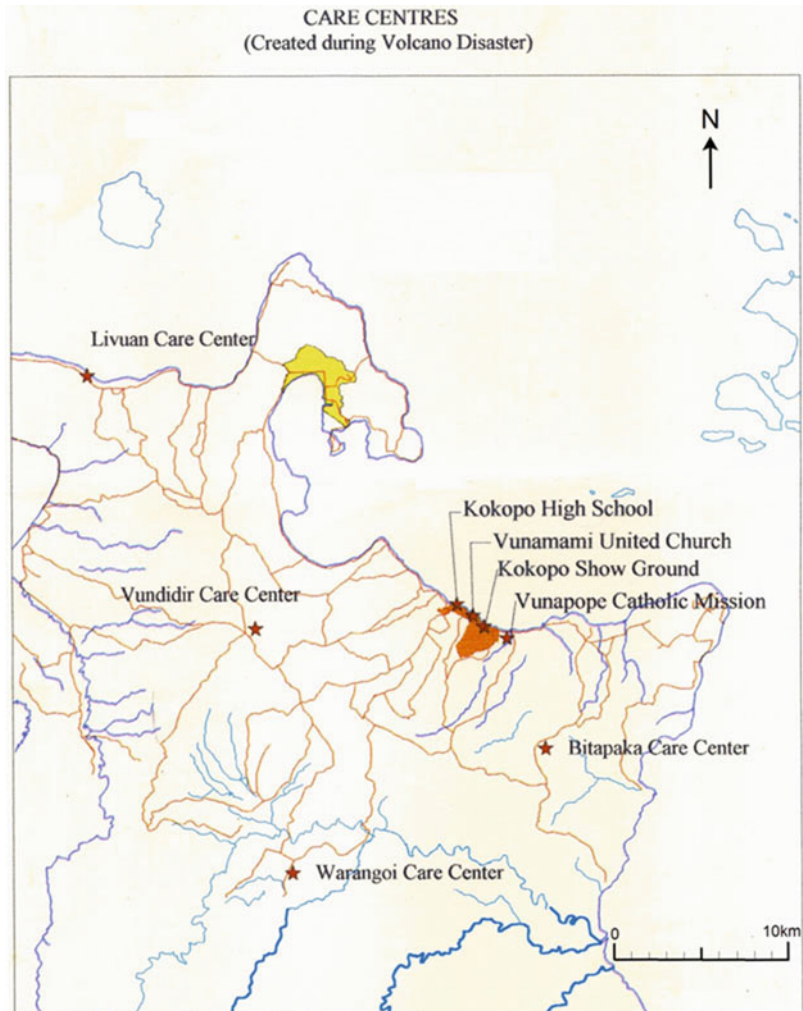 CARE CENTRES
(Created during Volcano Disaster)
N
Livuan Care Center
Kokopo High School
Vunamami United Church
Kokopo Show Ground
Vundidir Care Center
Vunapope Catholic Mission
Bitapaka Care Center
Warangoi Care Center
0
10km